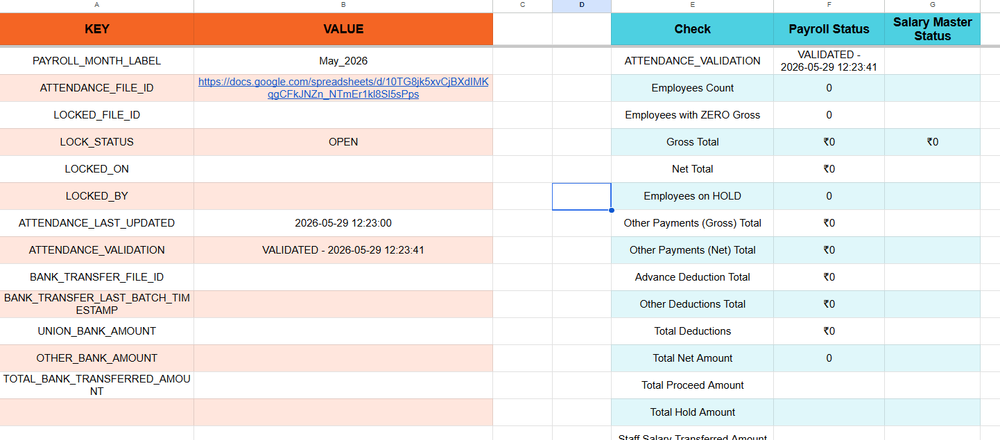 A B C D E F G
KEY VALUE Check Payroll Status Salary Master Status
PAYROLL_MONTH_LABEL May_2026 ATTENDANCE_VALIDATION VALIDATED - 2026-05-29 12:23:41
ATTENDANCE_FILE_ID https://docs.google.com/spreadsheets/d/10TG8jk5xvCjBXdIMKqgCFkJNZn_NTmEr1kl8SI5sPps Employees Count 0
LOCKED_FILE_ID Employees with ZERO Gross 0
LOCK_STATUS OPEN Gross Total ₹0 ₹0
LOCKED_ON Net Total ₹0
LOCKED_BY Employees on HOLD 0
ATTENDANCE_LAST_UPDATED 2026-05-29 12:23:00 Other Payments (Gross) Total ₹0
ATTENDANCE_VALIDATION VALIDATED - 2026-05-29 12:23:41 Other Payments (Net) Total ₹0
BANK_TRANSFER_FILE_ID Advance Deduction Total ₹0
BANK_TRANSFER_LAST_BATCH_TIMESTAMP Other Deductions Total ₹0
UNION_BANK_AMOUNT Total Deductions ₹0
OTHER_BANK_AMOUNT Total Net Amount 0
TOTAL_BANK_TRANSFERRED_AMOUNT Total Proceed Amount
Total Hold Amount
Staff Salary Transferred Amount